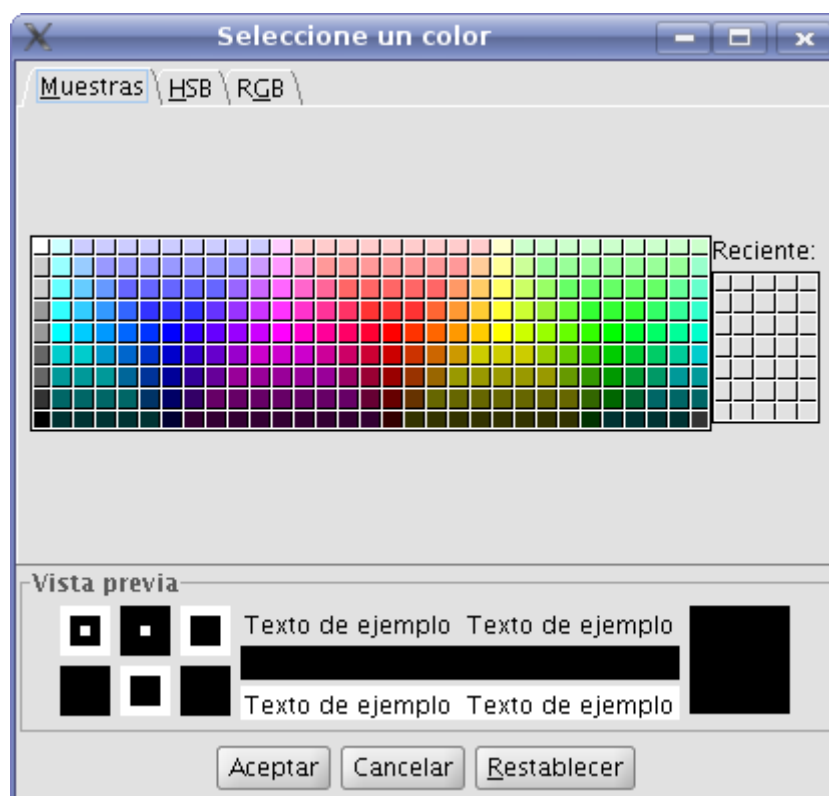 Seleccione un color
Muestras HSB RGB
Reciente:
Vista previa
Texto de ejemplo Texto de ejemplo
Texto de ejemplo Texto de ejemplo
Aceptar Cancelar Restablecer